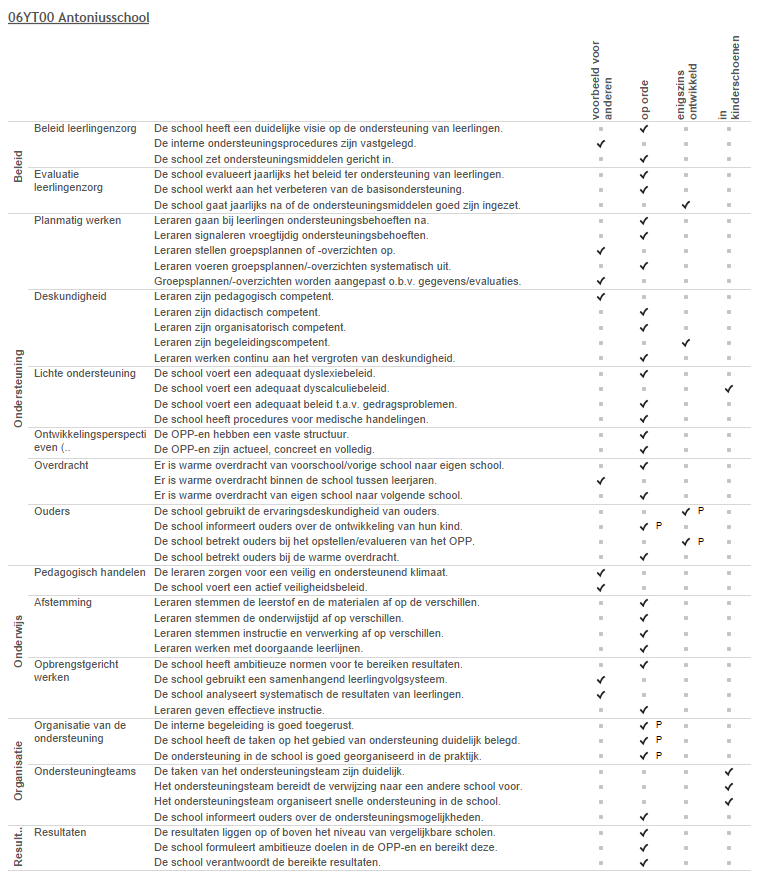 06YT00 Antoniusschool
voorbeeld voor anderen
op orde
enigszins ontwikkeld
in kinderschoenen
Beleid
Beleid leerlingenzorg De school heeft een duidelijke visie op de ondersteuning van leerlingen.
De interne ondersteuningsprocedures zijn vastgelegd.
De school zet ondersteuningsmiddelen gericht in.
Evaluatie leerlingenzorg De school evalueert jaarlijks het beleid ter ondersteuning van leerlingen.
De school werkt aan het verbeteren van de basisondersteuning.
De school gaat jaarlijks na of de ondersteuningsmiddelen goed zijn ingezet.
Ondersteuning
Planmatig werken Leraren gaan bij leerlingen ondersteuningsbehoeften na.
Leraren signaleren vroegtijdig ondersteuningsbehoeften.
Leraren stellen groepsplannen of -overzichten op.
Leraren voeren groepsplannen/-overzichten systematisch uit.
Groepsplannen/-overzichten worden aangepast o.b.v. gegevens/evaluaties.
Deskundigheid Leraren zijn pedagogisch competent.
Leraren zijn didactisch competent.
Leraren zijn organisatorisch competent.
Leraren zijn begeleidingscompetent.
Leraren werken continu aan het vergroten van deskundigheid.
Lichte ondersteuning De school voert een adequaat dyslexiebeleid.
De school voert een adequaat dyscalculiebeleid.
De school voert een adequaat beleid t.a.v. gedragsproblemen.
De school heeft procedures voor medische handelingen.
Ontwikkelingsperspecti even (.. De OPP-en hebben een vaste structuur.
De OPP-en zijn actueel, concreet en volledig.
Overdracht Er is warme overdracht van voorschool/vorige school naar eigen school.
Er is warme overdracht binnen de school tussen leerjaren.
Er is warme overdracht van eigen school naar volgende school.
Ouders De school gebruikt de ervaringsdeskundigheid van ouders. P
De school informeert ouders over de ontwikkeling van hun kind. P
De school betrekt ouders bij het opstellen/evalueren van het OPP. P
De school betrekt ouders bij de warme overdracht.
Onderwijs
Pedagogisch handelen De leraren zorgen voor een veilig en ondersteunend klimaat.
De school voert een actief veiligheidsbeleid.
Afstemming Leraren stemmen de leerstof en de materialen af op de verschillen.
Leraren stemmen de onderwijstijd af op verschillen.
Leraren stemmen instructie en verwerking af op verschillen.
Leraren werken met doorgaande leerlijnen.
Opbrengstgericht werken De school heeft ambitieuze normen voor te bereiken resultaten.
De school gebruikt een samenhangend leerlingvolgsysteem.
De school analyseert systematisch de resultaten van leerlingen.
Leraren geven effectieve instructie.
Organisatie
Organisatie van de ondersteuning De interne begeleiding is goed toegerust. P
De school heeft de taken op het gebied van ondersteuning duidelijk belegd. P
De ondersteuning in de school is goed georganiseerd in de praktijk. P
Ondersteuningteams De taken van het ondersteuningsteam zijn duidelijk.
Het ondersteuningsteam bereidt de verwijzing naar een andere school voor.
Het ondersteuningsteam organiseert snelle ondersteuning in de school.
De school informeert ouders over de ondersteuningsmogelijkheden.
Result..
Resultaten De resultaten liggen op of boven het niveau van vergelijkbare scholen.
De school formuleert ambitieuze doelen in de OPP-en en bereikt deze.
De school verantwoordt de bereikte resultaten.